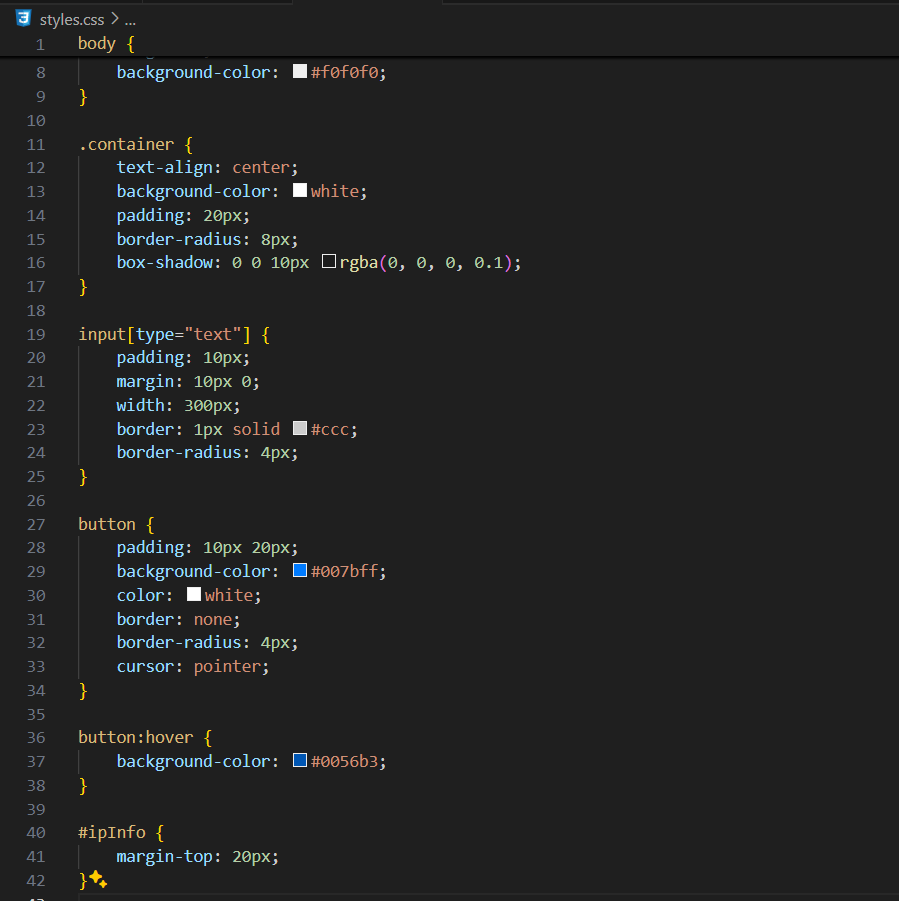 styles.css > ...
1 body {
8 background-color: #f0f0f0;
9 }
10
11 .container {
12 text-align: center;
13 background-color: white;
14 padding: 20px;
15 border-radius: 8px;
16 box-shadow: 0 0 10px rgba(0, 0, 0, 0.1);
17 }
18
19 input[type="text"] {
20 padding: 10px;
21 margin: 10px 0;
22 width: 300px;
23 border: 1px solid #ccc;
24 border-radius: 4px;
25 }
26
27 button {
28 padding: 10px 20px;
29 background-color: #007bff;
30 color: white;
31 border: none;
32 border-radius: 4px;
33 cursor: pointer;
34 }
35
36 button:hover {
37 background-color: #0056b3;
38 }
39
40 #ipInfo {
41 margin-top: 20px;
42 }